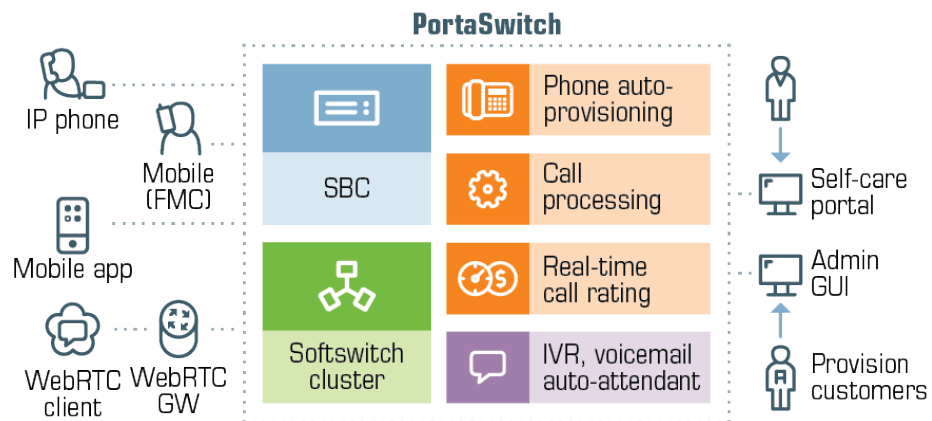 PortaSwitch
IP phone
Mobile
(FMC)
Mobile app
WebRTC
client
WebRTC
GW
SBC
Softswitch
cluster
Phone auto-
provisioning
Call
processing
Real-time
call rating
$
IVR, voicemail
auto-attendant
Self-care
portal
Admin
GUI
A
Provision
customers